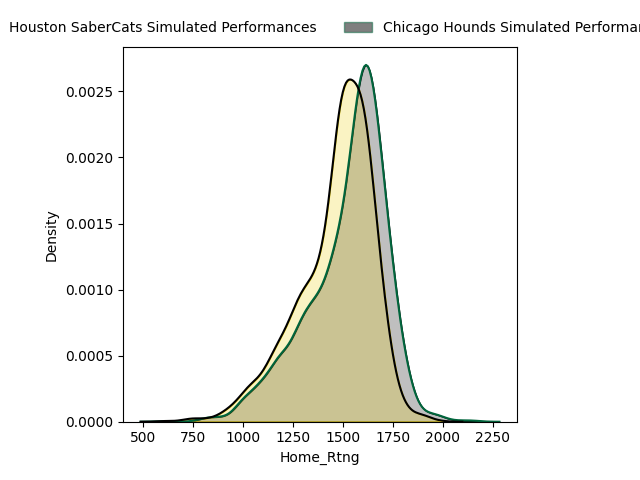 Houston SaberCats Simulated Performances
Chicago Hounds Simulated
0.0025
0.0020
0.0015
0.0010
0.0005
0.0000
Density
500 750 1000 1250 1500 1750 2000 2250
Home_Rtng